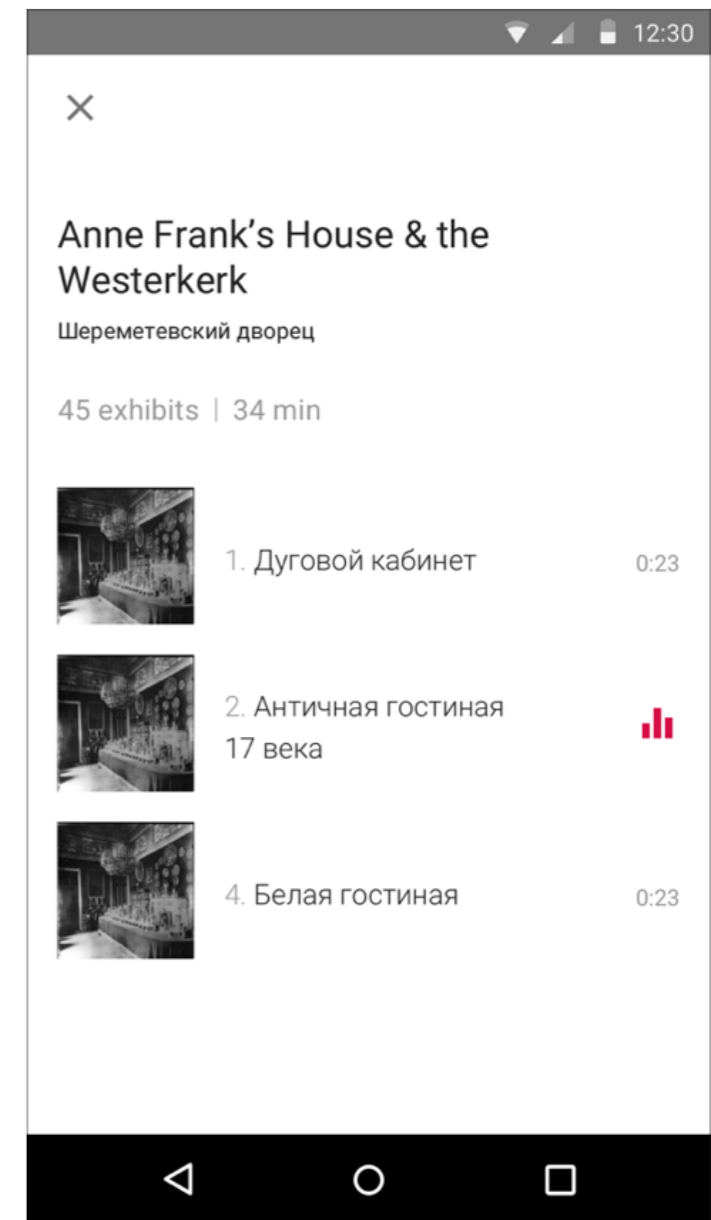 12:30
Anne Frank’s House & the
Westerkerk
Шереметевский дворец
45 exhibits | 34 min
1. Дуговой кабинет
0:23
2. Античная гостиная
17 века
4. Белая гостиная
0:23